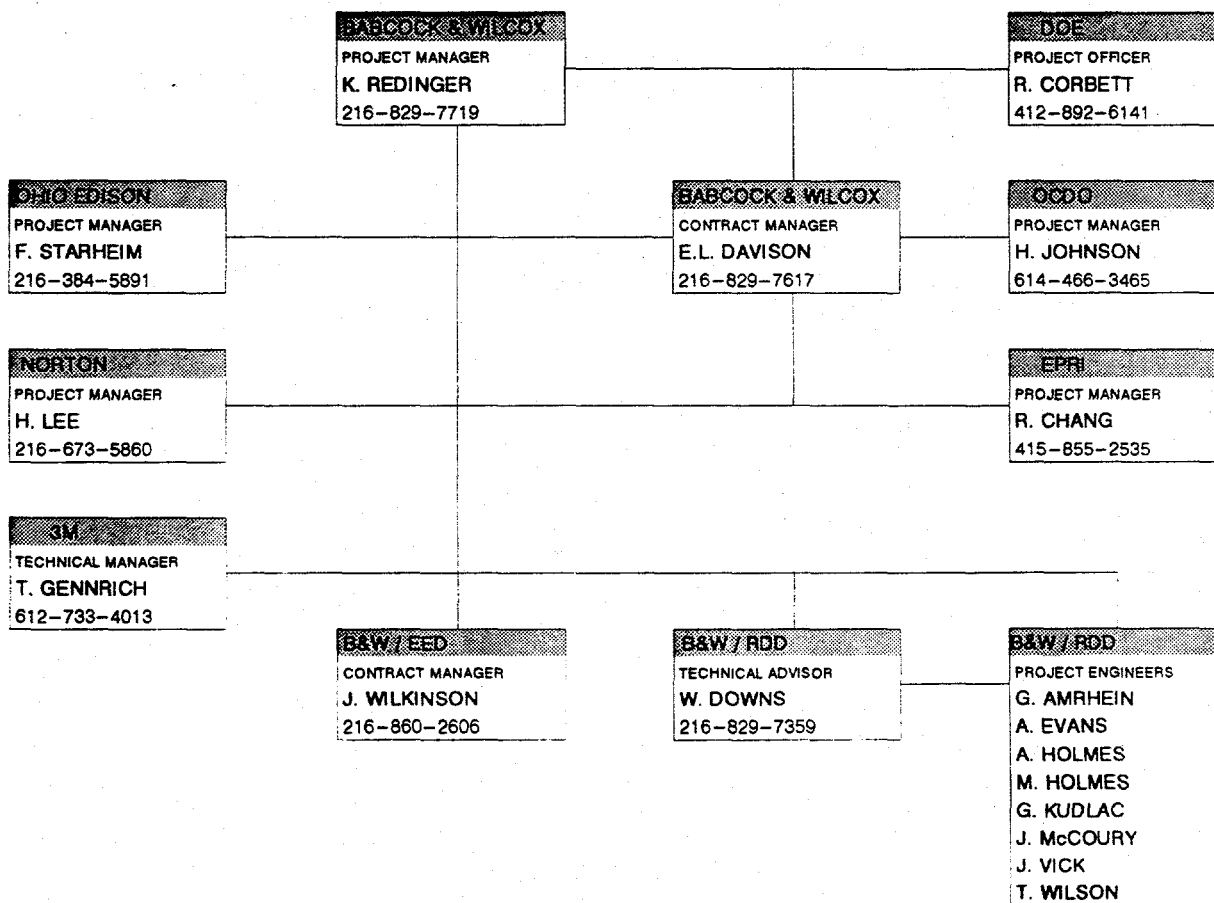 BABCOCK & WILCOX
PROJECT MANAGER
K. REDINGER
216-829-7719
DOE
PROJECT OFFICER
R. CORBETT
412-892-6141
OHIO EDISON
PROJECT MANAGER
F. STARHEIM
216-384-5891
BABCOCK & WILCOX
CONTRACT MANAGER
E.L. DAVISON
216-829-7617
OCDO
PROJECT MANAGER
H. JOHNSON
614-466-3465
NORTON
PROJECT MANAGER
H. LEE
216-673-5860
EPRI
PROJECT MANAGER
R. CHANG
415-855-2535
3M
TECHNICAL MANAGER
T. GENNRICH
612-733-4013
B&W / EED
CONTRACT MANAGER
J. WILKINSON
216-860-2606
B&W / RDD
TECHNICAL ADVISOR
W. DOWNS
216-829-7359
B&W / RDD
PROJECT ENGINEERS
G. AMRHEIN
A. EVANS
A. HOLMES
M. HOLMES
G. KUDLAC
J. McCOURY
J. VICK
T. WILSON